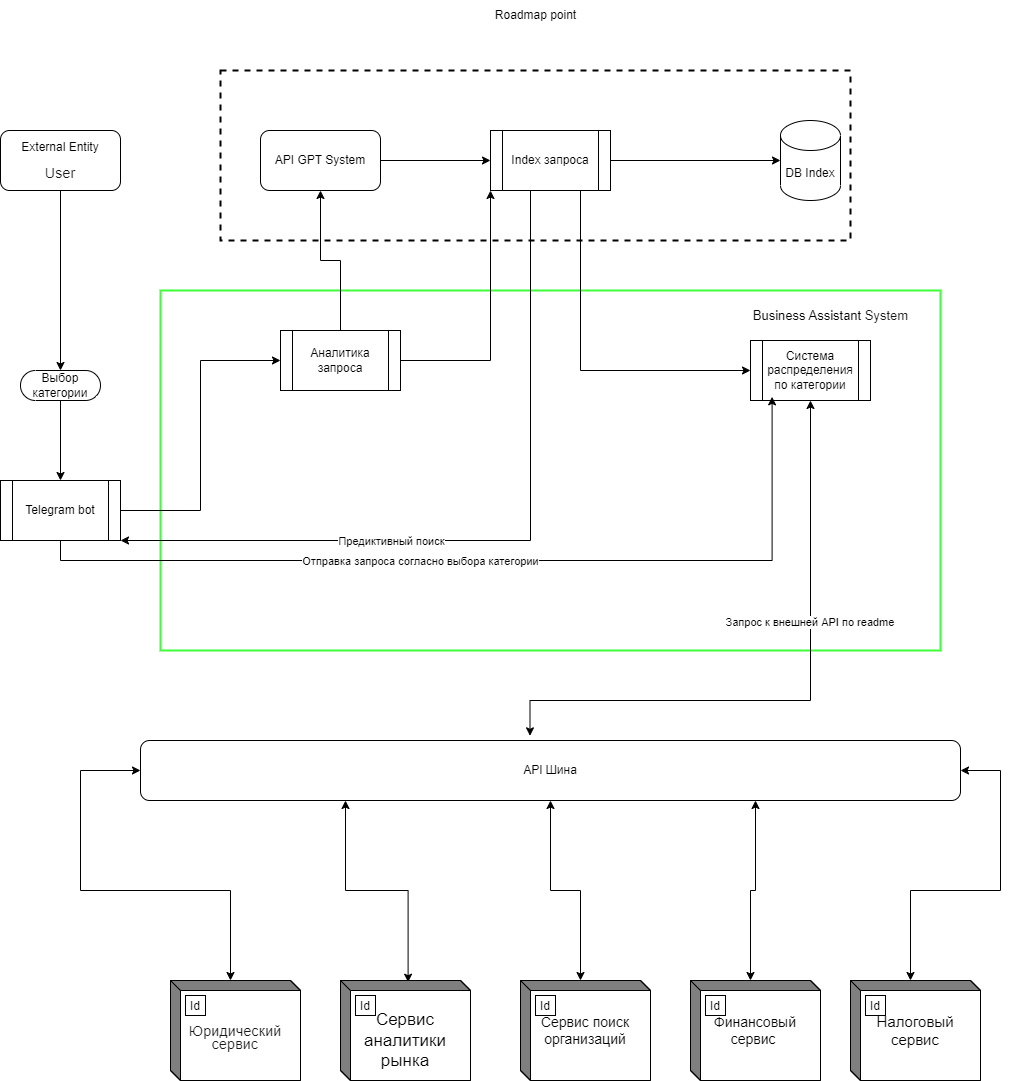 Roadmap point
External Entity
User
API GPT System
Index запроса
DB Index
Business Assistant System
Аналитика
запроса
Система
распределения
по категории
Выбор
категории
Telegram bot
Предиктивный поиск
Отправка запроса согласно выбора категории
Запрос к внешней API по readme
API Шина
Id
Юридический
сервис
Id
Сервис
аналитики
рынка
Id
Сервис поиск
организаций
Id
Финансовый
сервис
Id
Налоговый
сервис